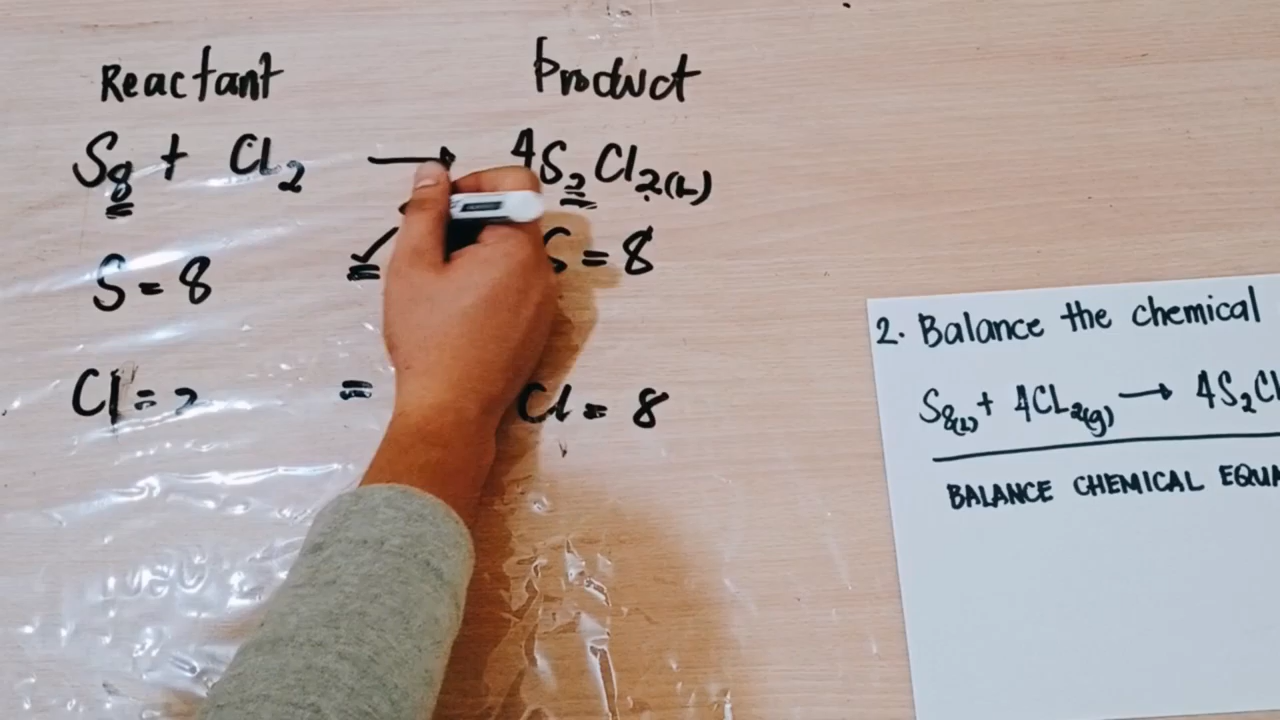 Reactant Product
S₈ + Cl₂ → 4S₂Cl₂(L)
S = 8 = S = 8
Cl = 2 = Cl = 8
2. Balance the chemical
S₈(L) + 4CL₂(g) → 4S₂Cl
BALANCE CHEMICAL EQUA